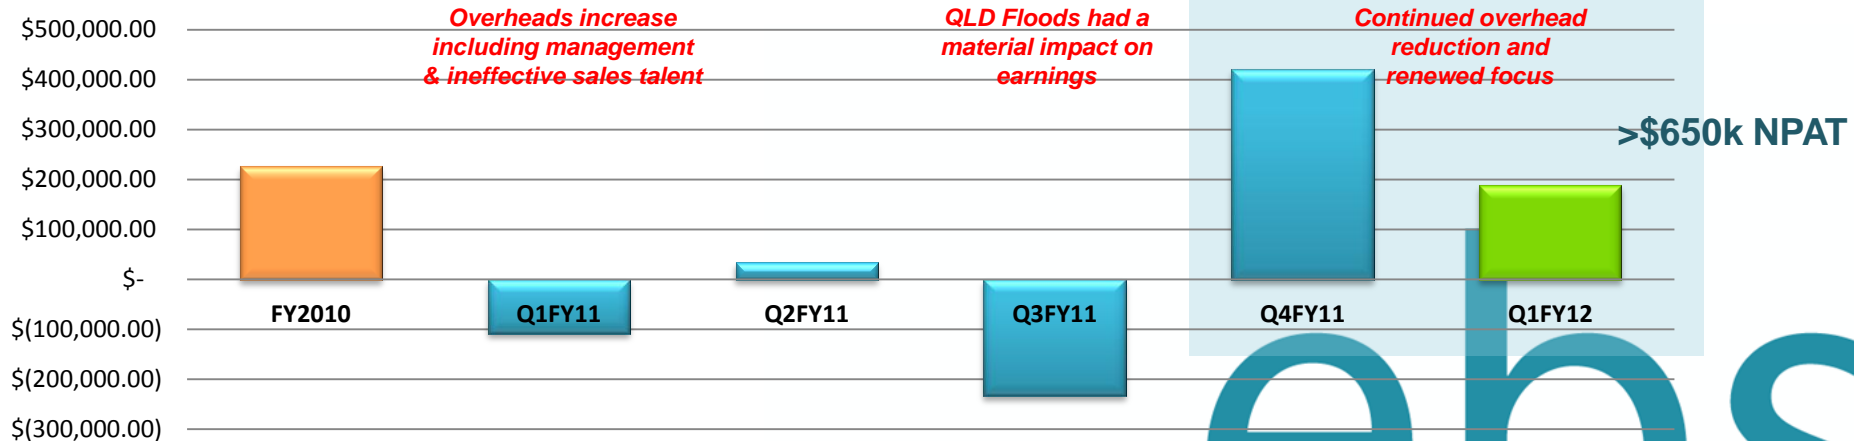 $500,000.00
$400,000.00
$300,000.00
$200,000.00
$100,000.00
$-
$(100,000.00)
$(200,000.00)
$(300,000.00)
Overheads increase
including management
& ineffective sales talent
QLD Floods had a
material impact on
earnings
Continued overhead
reduction and
renewed focus
>$650k NPAT
FY2010
Q1FY11
Q2FY11
Q3FY11
Q4FY11
Q1FY12
ebs